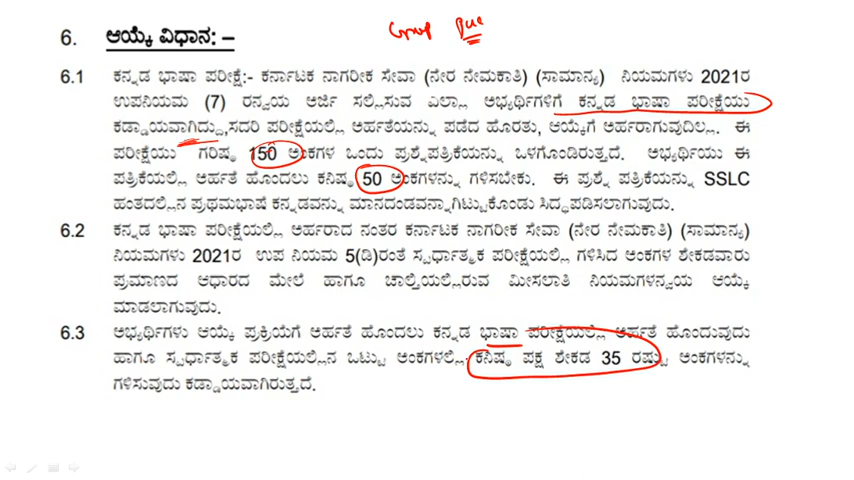 6. ಆಯ್ಕೆ ವಿಧಾನ: –
6.1 ಕನ್ನಡ ಭಾಷಾ ಪರೀಕ್ಷೆ:- ಕರ್ನಾಟಕ ನಾಗರೀಕ ಸೇವಾ (ನೇರ ನೇಮಕಾತಿ) (ಸಾಮಾನ್ಯ) ನಿಯಮಗಳು 2021ರ
ಉಪನಿಯಮ (7) ರನ್ವಯ ಅರ್ಜಿ ಸಲ್ಲಿಸುವ ಎಲ್ಲಾ ಅಭ್ಯರ್ಥಿಗಳಿಗೆ ಕನ್ನಡ ಭಾಷಾ ಪರೀಕ್ಷೆಯು
ಕಡ್ಡಾಯವಾಗಿದ್ದು, ಸದರಿ ಪರೀಕ್ಷೆಯಲ್ಲಿ ಅರ್ಹತೆಯನ್ನು ಪಡೆದ ಹೊರತು, ಆಯ್ಕೆಗೆ ಅರ್ಹರಾಗುವುದಿಲ್ಲ. ಈ
ಪರೀಕ್ಷೆಯು ಗರಿಷ್ಠ 150 ಅಂಕಗಳ ಒಂದು ಪ್ರಶ್ನೆಪತ್ರಿಕೆಯನ್ನು ಒಳಗೊಂಡಿರುತ್ತದೆ. ಅಭ್ಯರ್ಥಿಯು ಈ
ಪತ್ರಿಕೆಯಲ್ಲಿ ಅರ್ಹತೆ ಹೊಂದಲು ಕನಿಷ್ಠ 50 ಅಂಕಗಳನ್ನು ಗಳಿಸಬೇಕು. ಈ ಪ್ರಶ್ನೆ ಪತ್ರಿಕೆಯನ್ನು SSLC
ಹಂತದಲ್ಲಿನ ಪ್ರಥಮಭಾಷೆ ಕನ್ನಡವನ್ನು ಮಾನದಂಡವನ್ನಾಗಿಟ್ಟುಕೊಂಡು ಸಿದ್ಧಪಡಿಸಲಾಗುವುದು.
6.2 ಕನ್ನಡ ಭಾಷಾ ಪರೀಕ್ಷೆಯಲ್ಲಿ ಅರ್ಹರಾದ ನಂತರ ಕರ್ನಾಟಕ ನಾಗರೀಕ ಸೇವಾ (ನೇರ ನೇಮಕಾತಿ) (ಸಾಮಾನ್ಯ)
ನಿಯಮಗಳು 2021ರ ಉಪ ನಿಯಮ 5(ಡಿ)ರಂತೆ ಸ್ಪರ್ಧಾತ್ಮಕ ಪರೀಕ್ಷೆಯಲ್ಲಿ ಗಳಿಸಿದ ಅಂಕಗಳ ಶೇಕಡವಾರು
ಪ್ರಮಾಣದ ಆಧಾರದ ಮೇಲೆ ಹಾಗೂ ಚಾಲ್ತಿಯಲ್ಲಿರುವ ಮೀಸಲಾತಿ ನಿಯಮಗಳನ್ವಯ ಆಯ್ಕೆ
ಮಾಡಲಾಗುವುದು.
6.3 ಅಭ್ಯರ್ಥಿಗಳು ಆಯ್ಕೆ ಪ್ರಕ್ರಿಯೆಗೆ ಅರ್ಹತೆ ಹೊಂದಲು ಕನ್ನಡ ಭಾಷಾ ಪರೀಕ್ಷೆಯಲ್ಲಿ ಅರ್ಹತೆ ಹೊಂದುವುದು
ಹಾಗೂ ಸ್ಪರ್ಧಾತ್ಮಕ ಪರೀಕ್ಷೆಯಲ್ಲಿನ ಒಟ್ಟು ಅಂಕಗಳಲ್ಲಿ ಕನಿಷ್ಠ ಪಕ್ಷ ಶೇಕಡ 35 ರಷ್ಟು ಅಂಕಗಳನ್ನು
ಗಳಿಸುವುದು ಕಡ್ಡಾಯವಾಗಿರುತ್ತದೆ.